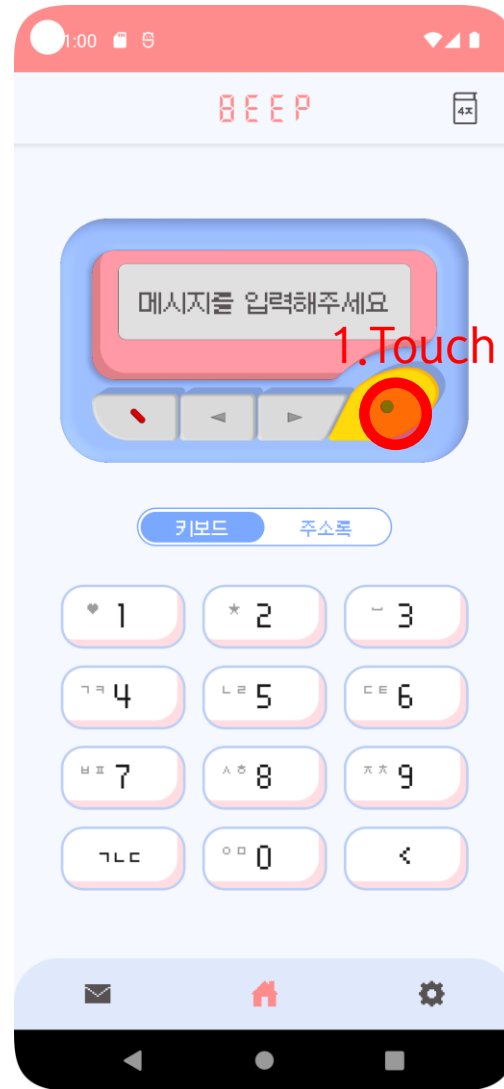 1:00
BEEP
4ㅈ
메시지를 입력해주세요
1.Touch
키보드 주소록
♥ 1
★ 2
⎵ 3
ㄱㅋ 4
ㄴㄹ 5
ㄷㅌ 6
ㅂㅍ 7
ㅅㅎ 8
ㅈㅊ 9
ㄱㄴㄷ
ㅇㅁ 0
<